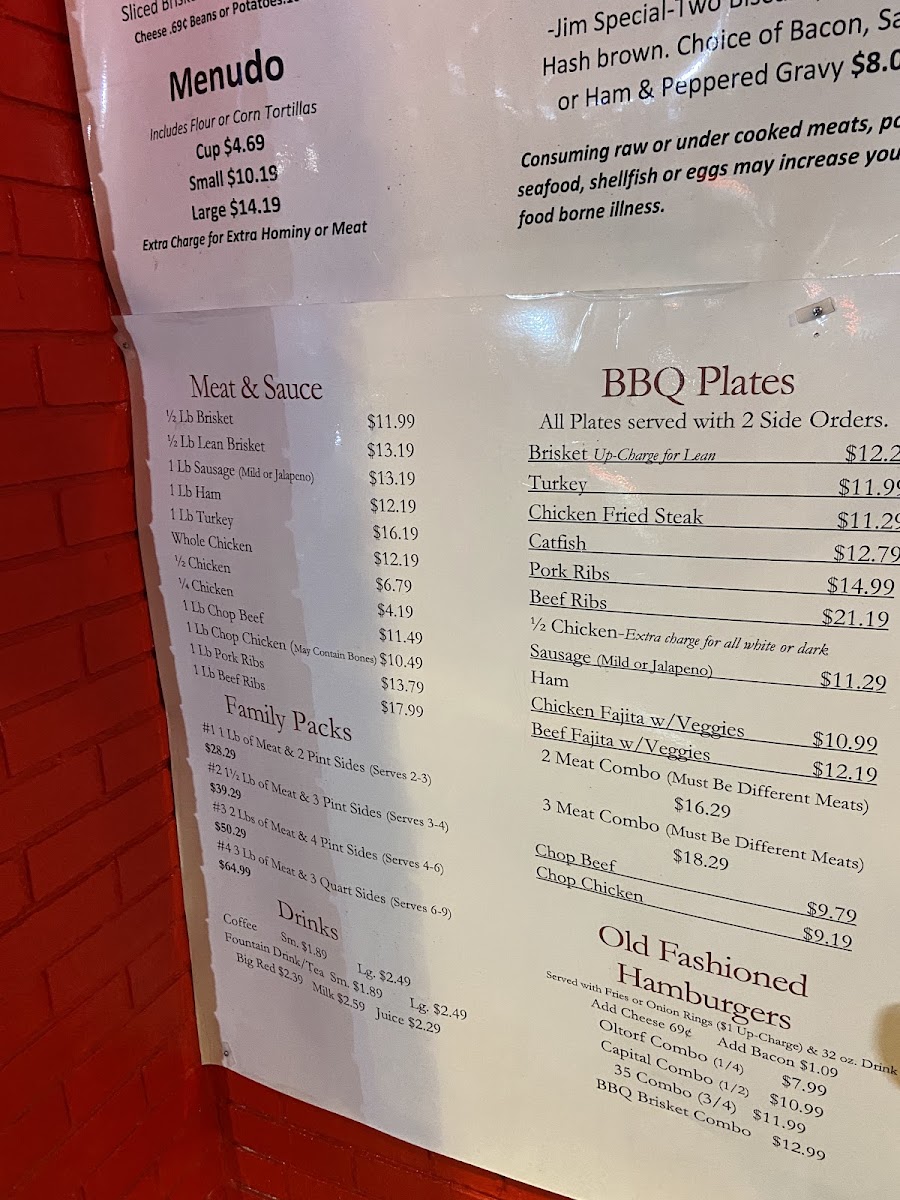 Sliced
Cheese .69¢ Beans or Potatoes
Menudo
Includes Flour or Corn Tortillas
Cup $4.69
Small $10.19
Large $14.19
Extra Charge for Extra Hominy or Meat
-Jim Special-Two
Hash brown. Choice of Bacon,
or Ham & Peppered Gravy $8.0
Consuming raw or under cooked meats,
seafood, shellfish or eggs may increase you
food borne illness.
Meat & Sauce
½ Lb Brisket $11.99
½ Lb Lean Brisket $13.19
1 Lb Sausage (Mild or Jalapeno) $13.19
1 Lb Ham $12.19
1 Lb Turkey $16.19
Whole Chicken $12.19
½ Chicken $6.79
¼ Chicken $4.19
1 Lb Chop Beef $11.49
1 Lb Chop Chicken (May Contain Bones) $10.49
1 Lb Pork Ribs $13.79
1 Lb Beef Ribs $17.99
Family Packs
#1 1 Lb of Meat & 2 Pint Sides (Serves 2-3)
$28.29
#2 1½ Lb of Meat & 3 Pint Sides (Serves 3-4)
$39.29
#3 2 Lbs of Meat & 4 Pint Sides (Serves 4-6)
$50.29
#4 3 Lb of Meat & 3 Quart Sides (Serves 6-9)
$64.99
Drinks
Coffee Sm. $1.89 Lg. $2.49
Fountain Drink/Tea Sm. $1.89 Lg. $2.49
Big Red $2.39 Milk $2.59 Juice $2.29
BBQ Plates
All Plates served with 2 Side Orders.
Brisket Up-Charge for Lean $12.2
Turkey $11.99
Chicken Fried Steak $11.29
Catfish $12.79
Pork Ribs $14.99
Beef Ribs $21.19
½ Chicken-Extra charge for all white or dark
Sausage (Mild or Jalapeno) $11.29
Ham
Chicken Fajita w/Veggies $10.99
Beef Fajita w/Veggies $12.19
2 Meat Combo (Must Be Different Meats)
$16.29
3 Meat Combo (Must Be Different Meats)
$18.29
Chop Beef $9.79
Chop Chicken $9.19
Old Fashioned
Hamburgers
Served with Fries or Onion Rings ($1 Up-Charge) & 32 oz. Drink
Add Cheese 69¢ Add Bacon $1.09
Oltorf Combo (1/4) $7.99
Capital Combo (1/2) $10.99
35 Combo (3/4) $11.99
BBQ Brisket Combo $12.99